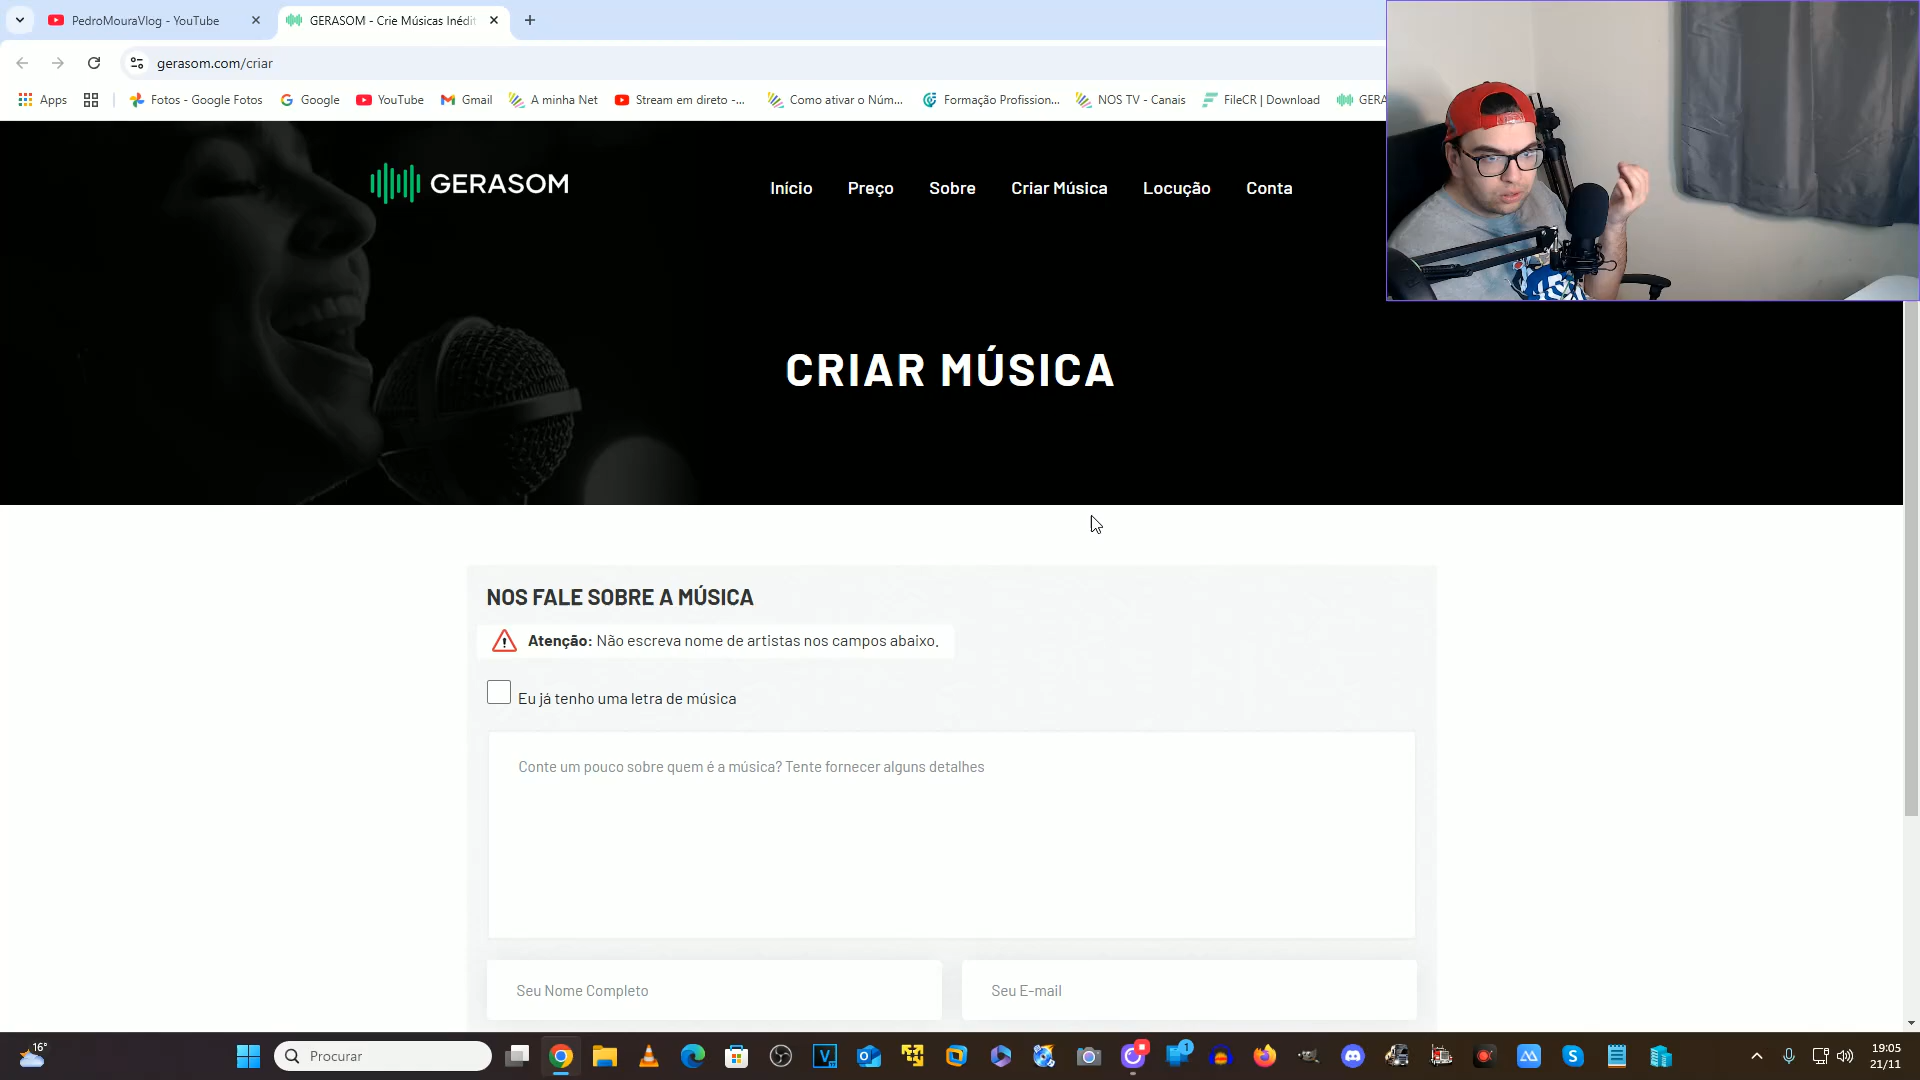 PedroMouraVlog - YouTube
GERASOM - Crie Músicas Inédit
gerasom.com/criar
Apps
Fotos - Google Fotos
Google
YouTube
Gmail
A minha Net
Stream em direto -...
Como ativar o Núm...
Formação Profission...
NOS TV - Canais
FileCR | Download
GERA
GERASOM
Início
Preço
Sobre
Criar Música
Locução
Conta
CRIAR MÚSICA
NOS FALE SOBRE A MÚSICA
Atenção: Não escreva nome de artistas nos campos abaixo.
Eu já tenho uma letra de música
Conte um pouco sobre quem é a música? Tente fornecer alguns detalhes
Seu Nome Completo
Seu E-mail
16°
Procurar
1
19:05
21/11